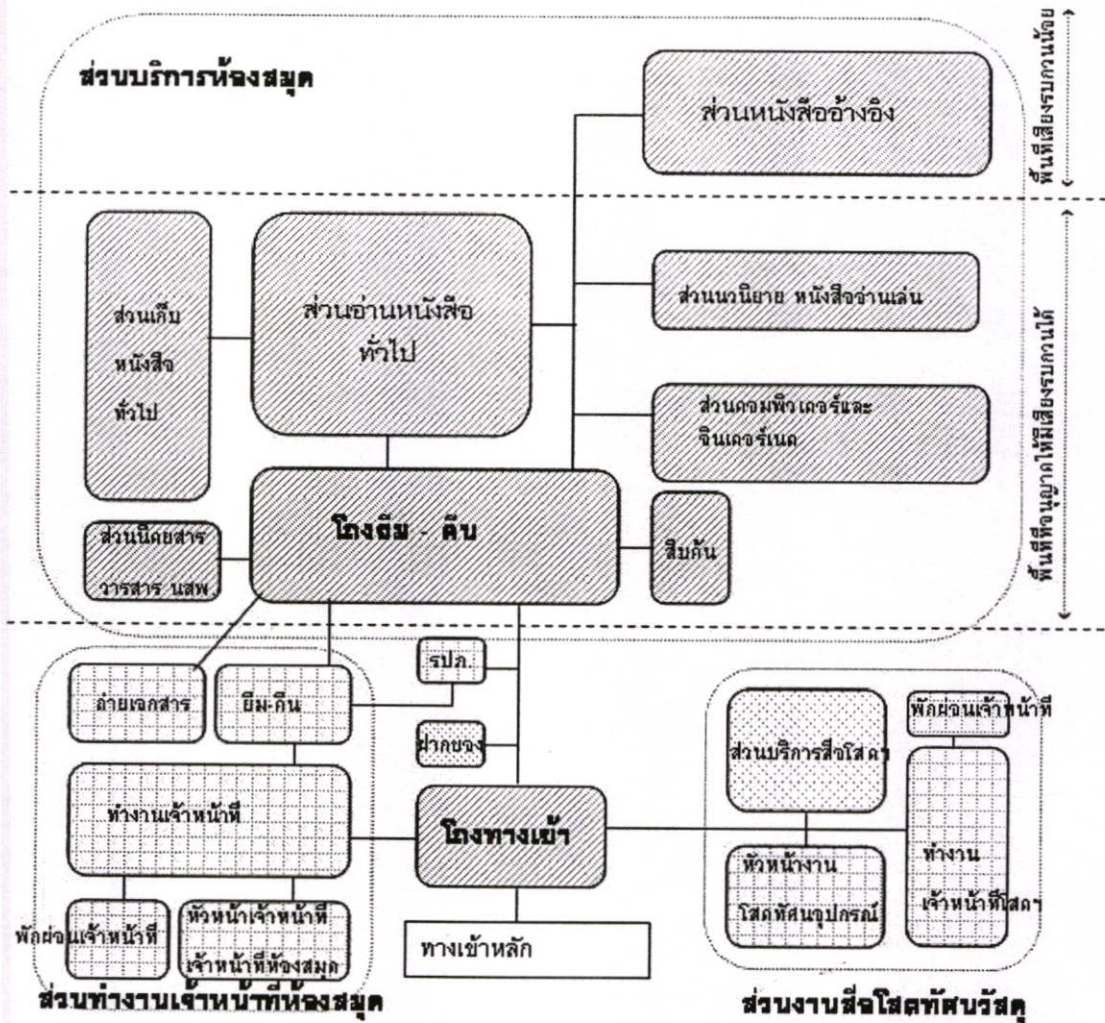 ส่วนบริการห้องสมุด
ส่วนหนังสืออ้างอิง
พื้นที่เสียงรบกวนน้อย
ส่วนเก็บ
หนังสือ
ทั่วไป
ส่วนอ่านหนังสือ
ทั่วไป
ส่วนนวนิยาย หนังสืออ่านเล่น
ส่วนคอมพิวเตอร์และ
อินเตอร์เนต
พื้นที่ที่อนุญาตให้มีเสียงรบกวนได้
ส่วนนิตยสาร
วารสาร นสพ.
โถงยืม - คืน
สืบค้น
รปภ.
ถ่ายเอกสาร
ยืม-คืน
ฝากของ
ส่วนบริการสื่อโสตฯ
พักผ่อนเจ้าหน้าที่
ทำงานเจ้าหน้าที่
โถงทางเข้า
หัวหน้างาน
โสตทัศนอุปกรณ์
ทำงาน
เจ้าหน้าที่โสตฯ
พักผ่อนเจ้าหน้าที่
หัวหน้าเจ้าหน้าที่
เจ้าหน้าที่ห้องสมุด
ทางเข้าหลัก
ส่วนทำงานเจ้าหน้าที่ห้องสมุด
ส่วนงานสื่อโสตทัศนวัสดุ